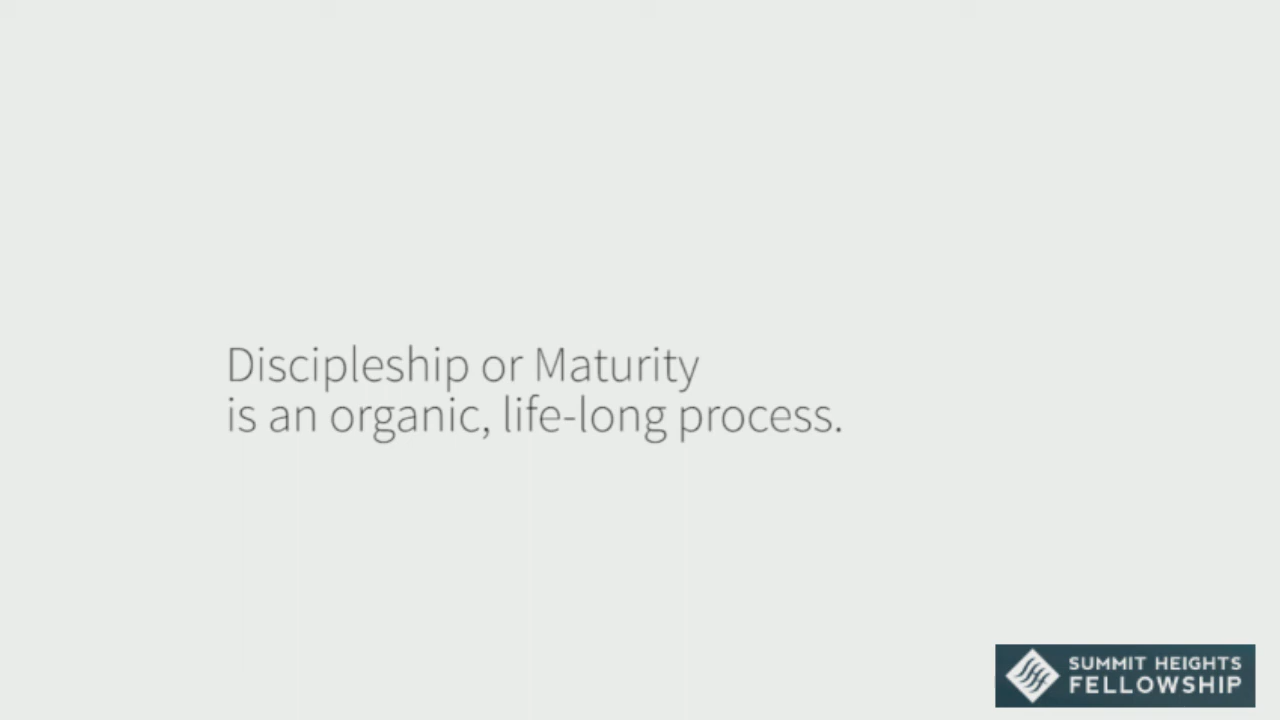 Discipleship or Maturity
is an organic, life-long process.
SUMMIT HEIGHTS
FELLOWSHIP